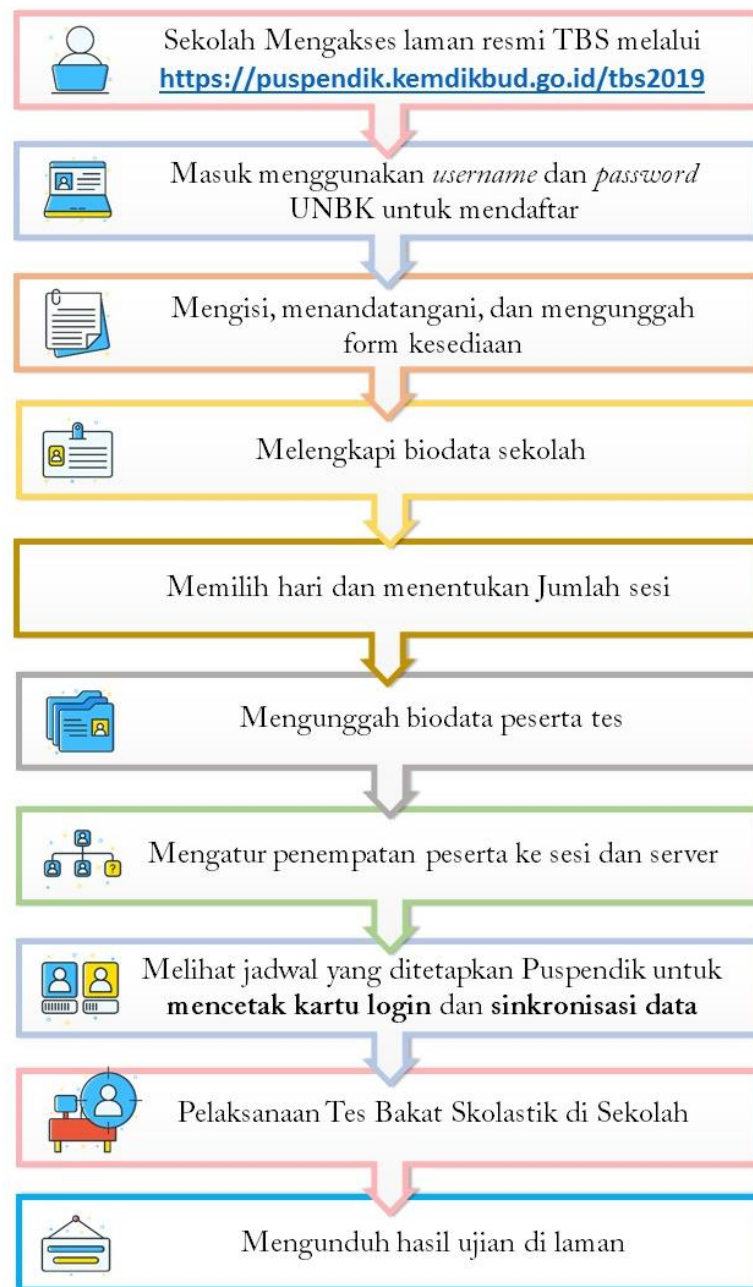 Sekolah Mengakses laman resmi TBS melalui
https://puspendik.kemdikbud.go.id/tbs2019
Masuk menggunakan username dan password
UNBK untuk mendaftar
Mengisi, menandatangani, dan mengunggah
form kesediaan
Melengkapi biodata sekolah
Memilih hari dan menentukan Jumlah sesi
Mengunggah biodata peserta tes
?
Mengatur penempatan peserta ke sesi dan server
Melihat jadwal yang ditetapkan Puspendik untuk
mencetak kartu login dan sinkronisasi data
Pelaksanaan Tes Bakat Skolastik di Sekolah
Mengunduh hasil ujian di laman